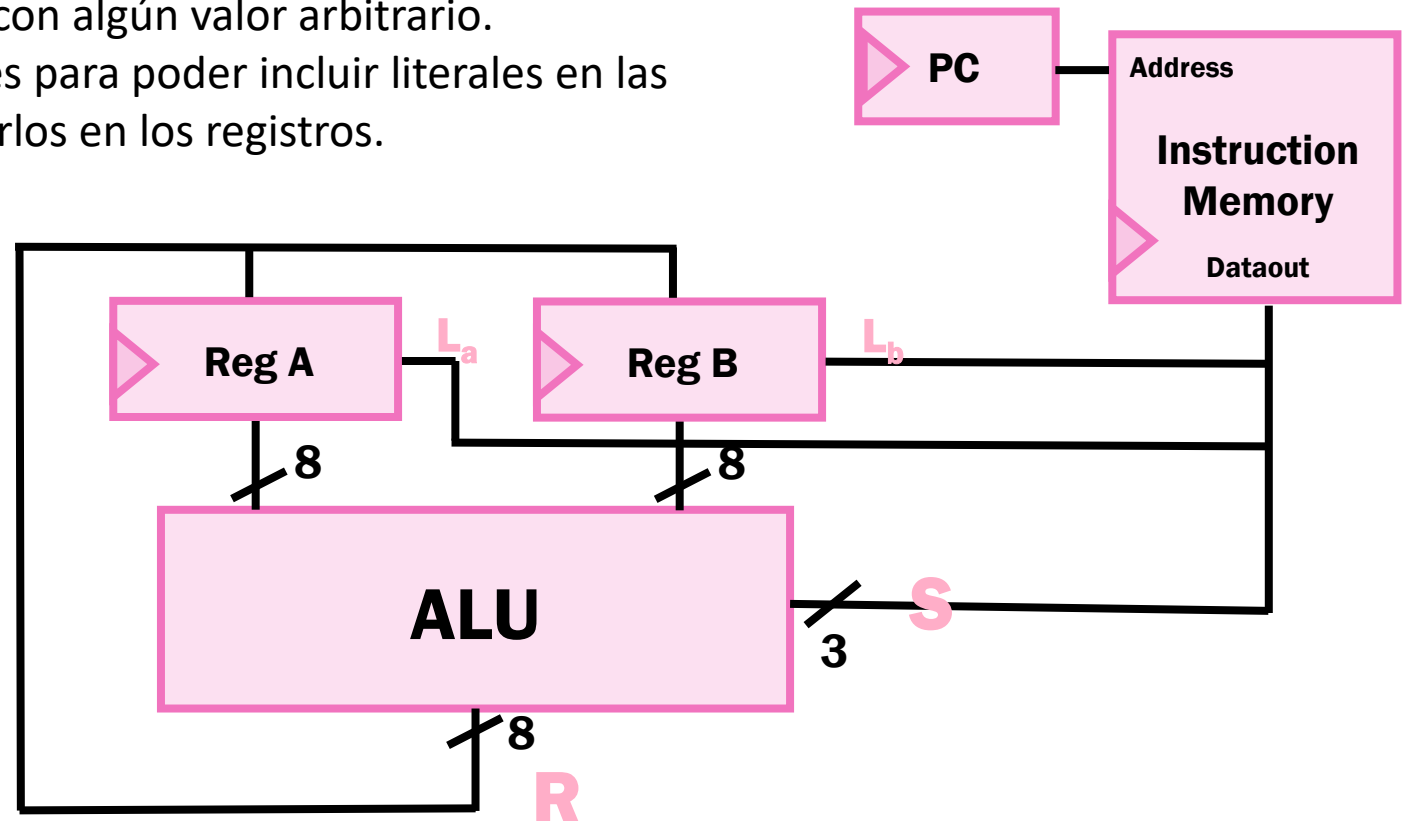 con algún valor arbitrario.
es para poder incluir literales en las
rlos en los registros.
PC
Address
Instruction
Memory
Dataout
Reg A
La
Reg B
Lb
8
8
ALU
S
3
8
R